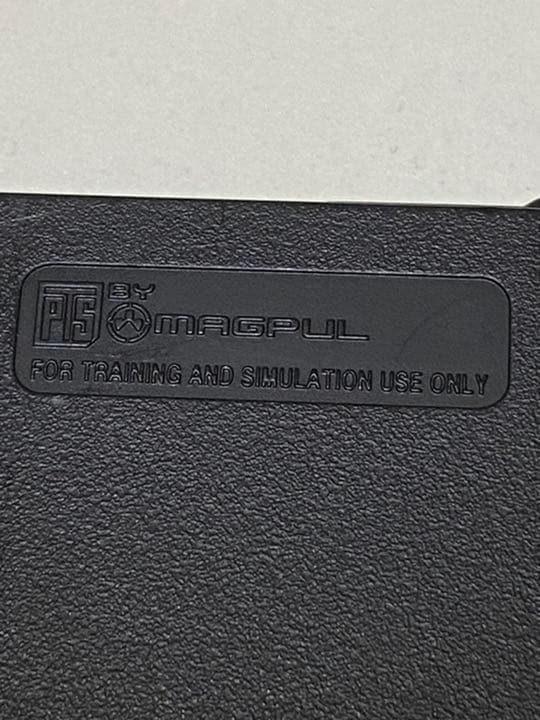 PTS BY
MAGPUL
FOR TRAINING AND SIMULATION USE ONLY